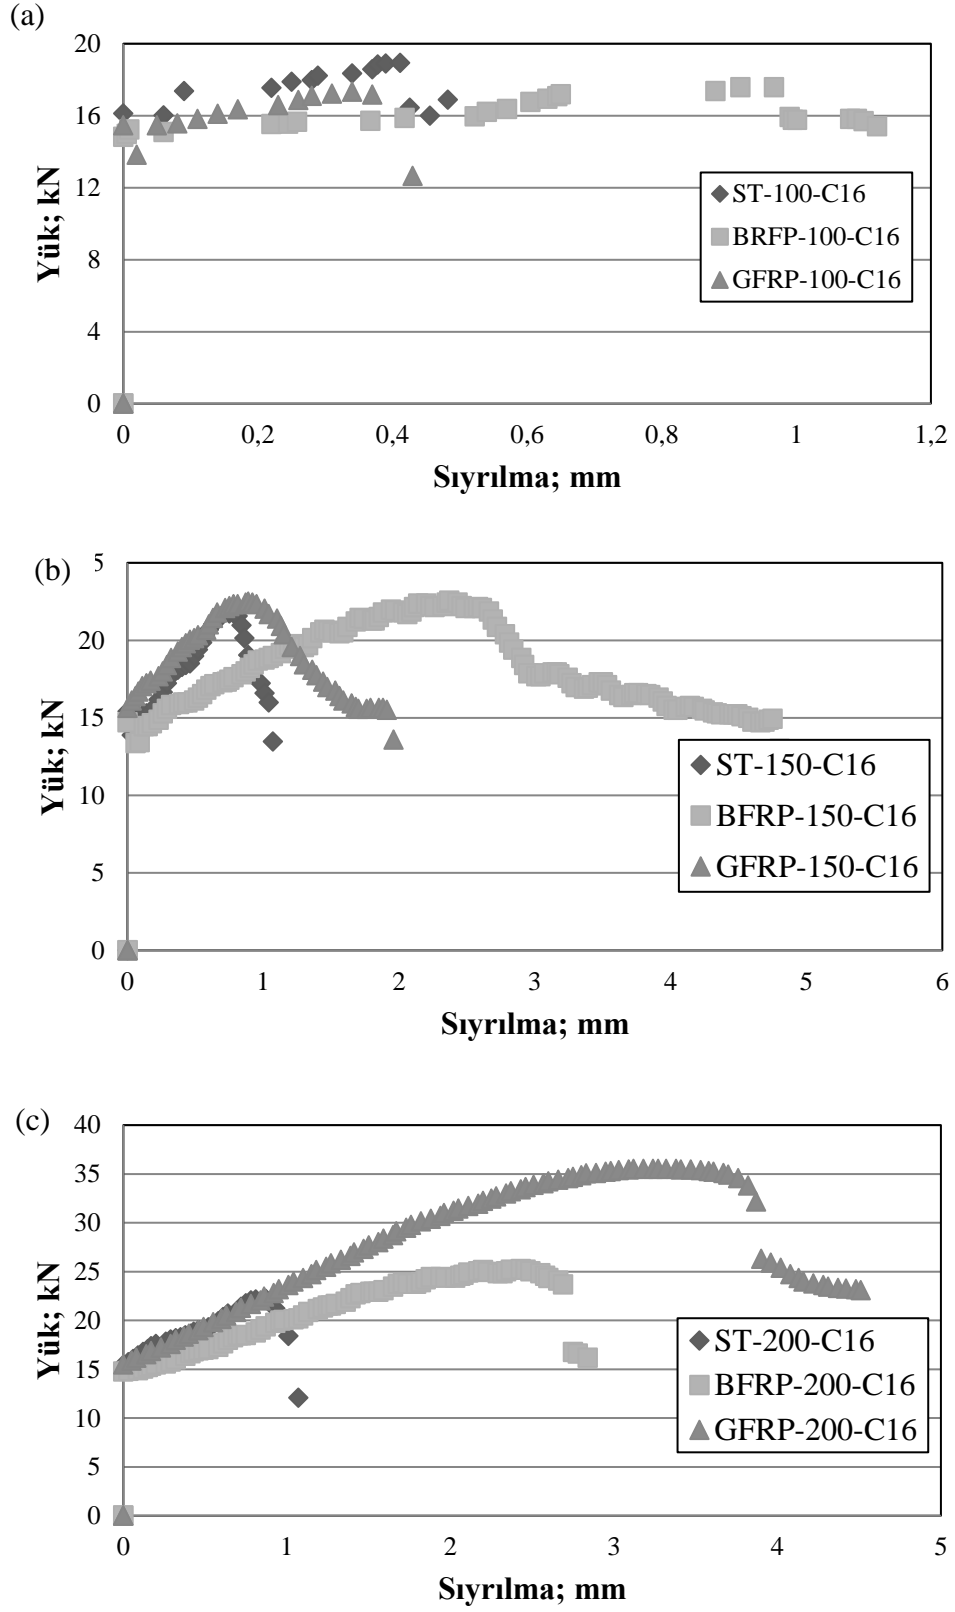 (a)
20
16
12
8
4
0
Yük; kN
ST-100-C16
BRFP-100-C16
GFRP-100-C16
0 0,2 0,4 0,6 0,8 1 1,2
Sıyrılma; mm
(b)
5
20
15
10
5
0
Yük; kN
ST-150-C16
BFRP-150-C16
GFRP-150-C16
0 1 2 3 4 5 6
Sıyrılma; mm
(c)
40
35
30
25
20
15
10
5
0
Yük; kN
ST-200-C16
BFRP-200-C16
GFRP-200-C16
0 1 2 3 4 5
Sıyrılma; mm